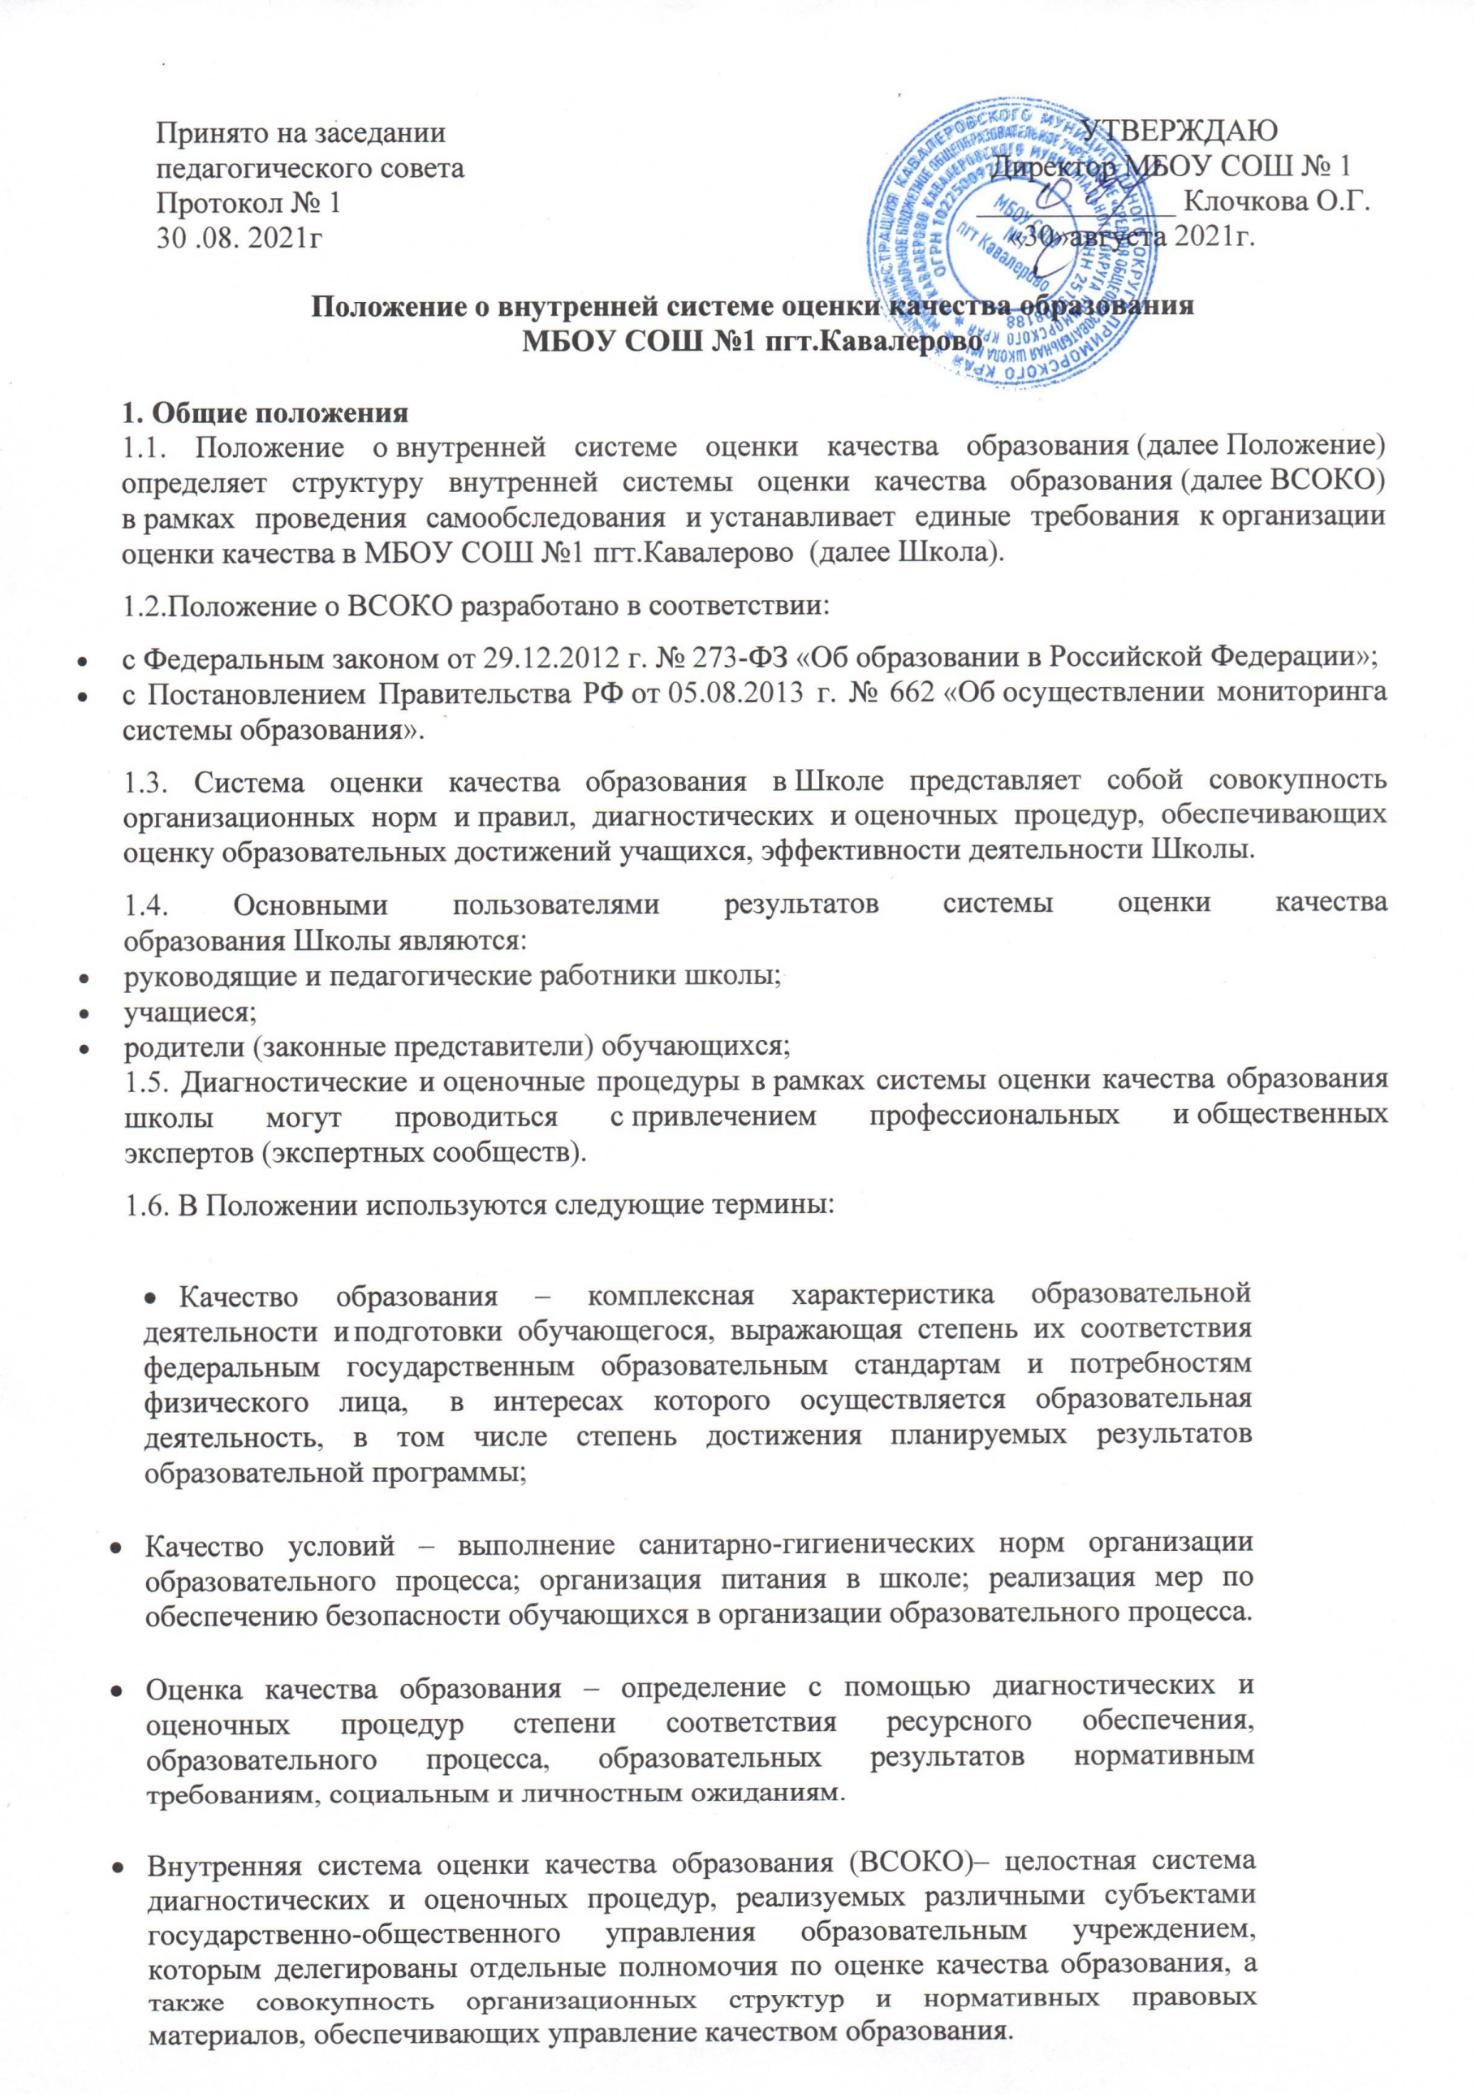 Принято на заседании
педагогического совета
Протокол № 1
30 .08. 2021г
УТВЕРЖДАЮ
Директор МБОУ СОШ № 1
_____________ Клочкова О.Г.
«30»августа 2021г.
МБОУ СОШ
№1
пгт Кавалерово
Положение о внутренней системе оценки качества образования
МБОУ СОШ №1 пгт.Кавалерово
1. Общие положения
1.1. Положение о внутренней системе оценки качества образования (далее Положение)
определяет структуру внутренней системы оценки качества образования (далее ВСОКО)
в рамках проведения самообследования и устанавливает единые требования к организации
оценки качества в МБОУ СОШ №1 пгт.Кавалерово (далее Школа).
1.2.Положение о ВСОКО разработано в соответствии:
• с Федеральным законом от 29.12.2012 г. № 273-ФЗ «Об образовании в Российской Федерации»;
• с Постановлением Правительства РФ от 05.08.2013 г. № 662 «Об осуществлении мониторинга
системы образования».
1.3. Система оценки качества образования в Школе представляет собой совокупность
организационных норм и правил, диагностических и оценочных процедур, обеспечивающих
оценку образовательных достижений учащихся, эффективности деятельности Школы.
1.4. Основными пользователями результатов системы оценки качества
образования Школы являются:
• руководящие и педагогические работники школы;
• учащиеся;
• родители (законные представители) обучающихся;
1.5. Диагностические и оценочные процедуры в рамках системы оценки качества образования
школы могут проводиться с привлечением профессиональных и общественных
экспертов (экспертных сообществ).
1.6. В Положении используются следующие термины:
• Качество образования – комплексная характеристика образовательной
деятельности и подготовки обучающегося, выражающая степень их соответствия
федеральным государственным образовательным стандартам и потребностям
физического лица, в интересах которого осуществляется образовательная
деятельность, в том числе степень достижения планируемых результатов
образовательной программы;
• Качество условий – выполнение санитарно-гигиенических норм организации
образовательного процесса; организация питания в школе; реализация мер по
обеспечению безопасности обучающихся в организации образовательного процесса.
• Оценка качества образования – определение с помощью диагностических и
оценочных процедур степени соответствия ресурсного обеспечения,
образовательного процесса, образовательных результатов нормативным
требованиям, социальным и личностным ожиданиям.
• Внутренняя система оценки качества образования (ВСОКО)– целостная система
диагностических и оценочных процедур, реализуемых различными субъектами
государственно-общественного управления образовательным учреждением,
которым делегированы отдельные полномочия по оценке качества образования, а
также совокупность организационных структур и нормативных правовых
материалов, обеспечивающих управление качеством образования.